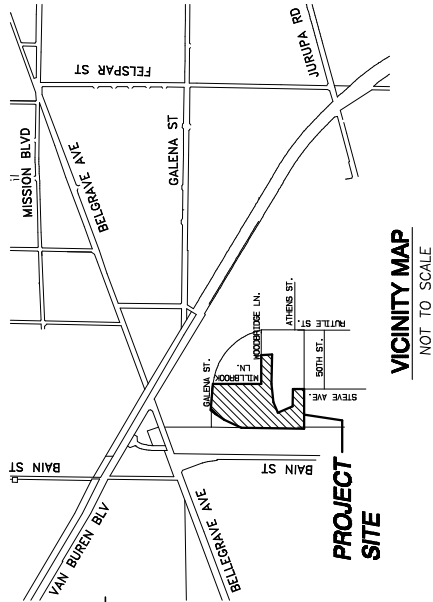 MISSION BLVD
BELGRAVE AVE
FELSPAR ST
GALENA ST
JURUPA RD
VAN BUREN BLV
BAIN ST
BELLEGRAVE AVE
BAIN ST
GALENA ST.
MILLBROOK
LN.
WOODBRIDGE LN.
ATHENS ST.
RUTILE ST.
50TH ST.
STEVE AVE.
PROJECT
SITE
VICINITY MAP
NOT TO SCALE